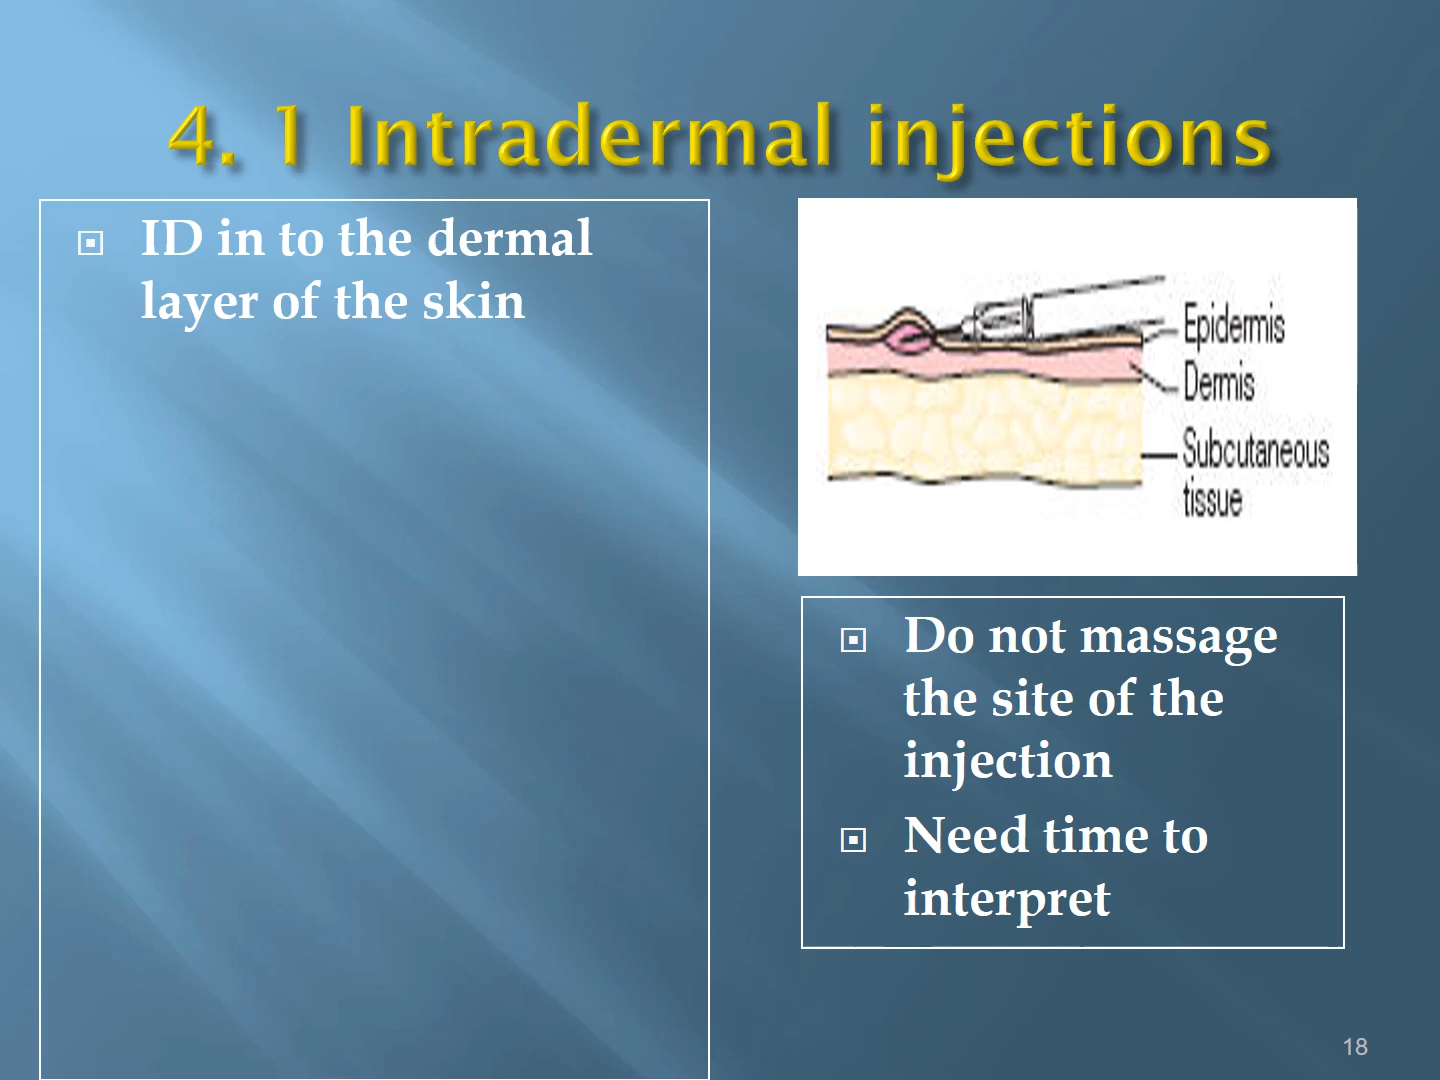 4. 1 Intradermal injections
ID in to the dermal
layer of the skin
Epidermis
Dermis
Subcutaneous
tissue
Do not massage
the site of the
injection
Need time to
interpret
18